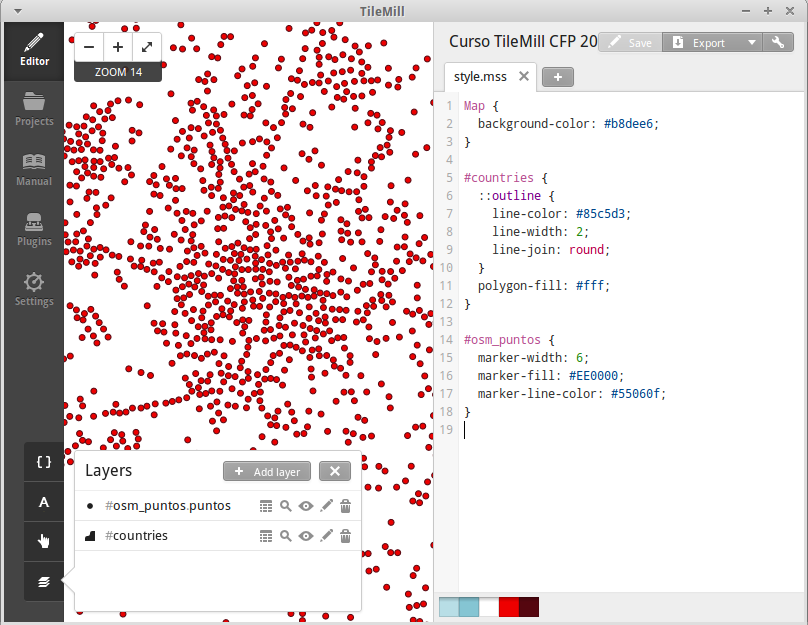 TileMill
Editor
Projects
Manual
Plugins
Settings
ZOOM 14
Curso TileMill CFP 20
Save
Export
style.mss
1 Map {
2 background-color: #b8dee6;
3 }
4
5 #countries {
6 ::outline {
7 line-color: #85c5d3;
8 line-width: 2;
9 line-join: round;
10 }
11 polygon-fill: #fff;
12 }
13
14 #osm_puntos {
15 marker-width: 6;
16 marker-fill: #EE0000;
17 marker-line-color: #55060f;
18 }
19
{}
A
Layers
+ Add layer
#osm_puntos.puntos
#countries